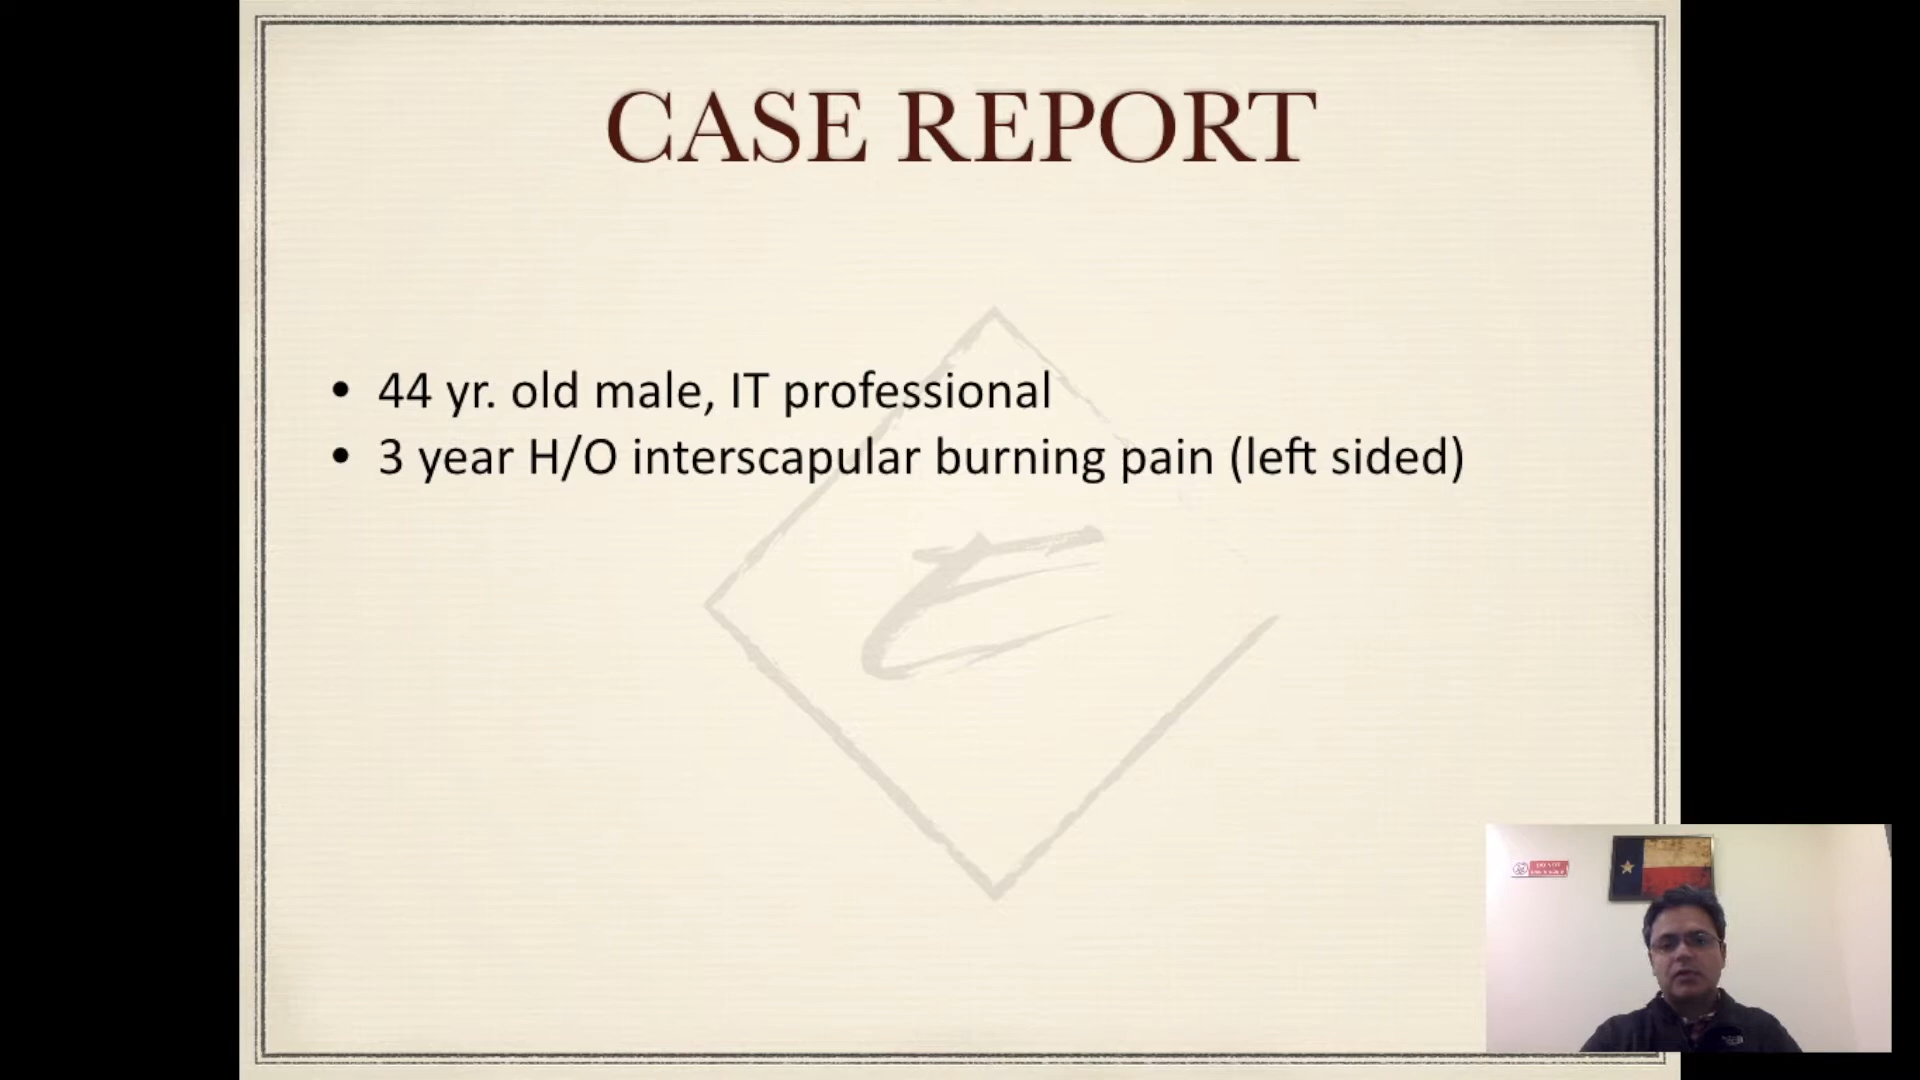 CASE REPORT
• 44 yr. old male, IT professional
• 3 year H/O interscapular burning pain (left sided)